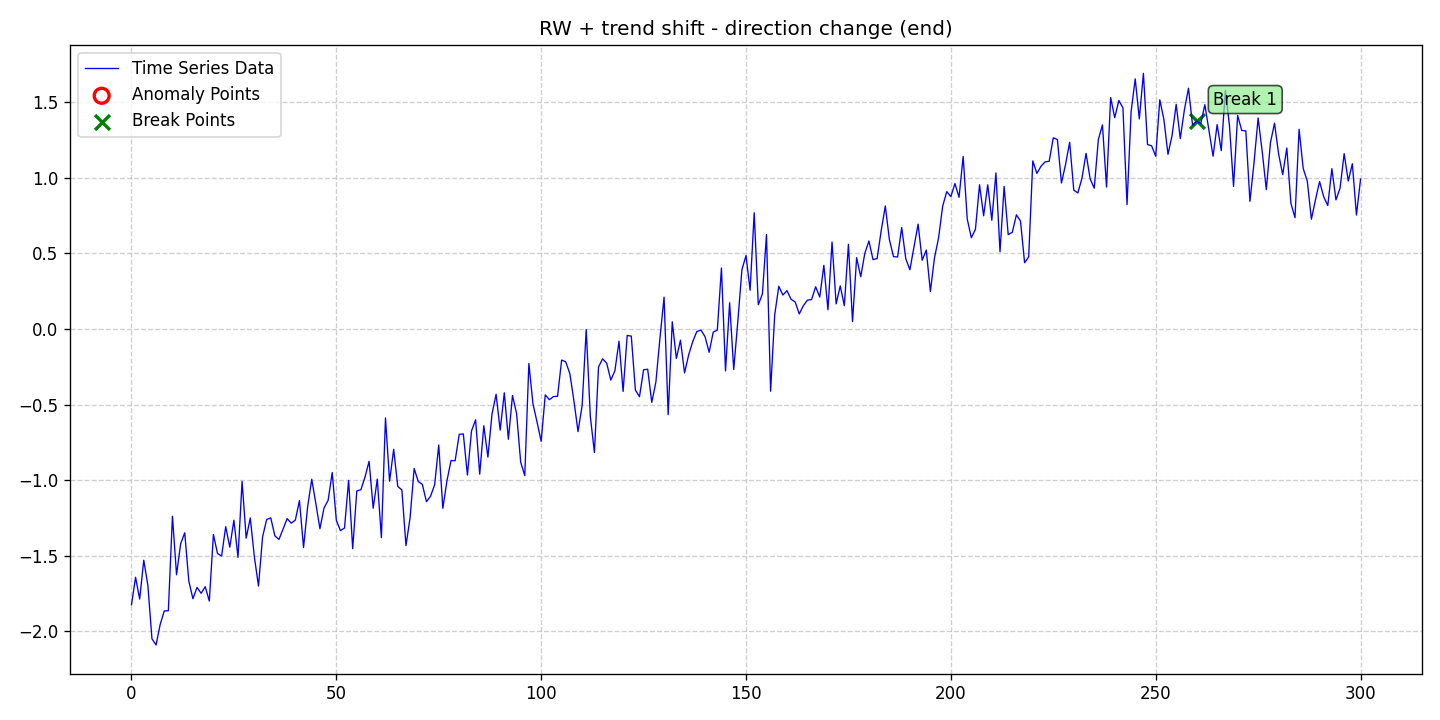 RW + trend shift - direction change (end)
Time Series Data
Anomaly Points
Break Points
Break 1
1.5
1.0
0.5
0.0
−0.5
−1.0
−1.5
−2.0
0 50 100 150 200 250 300